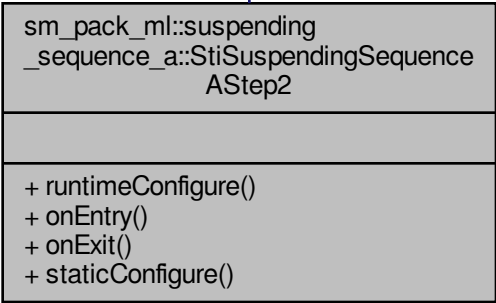 sm_pack_ml::suspending
_sequence_a::StiSuspendingSequence
AStep2
+ runtimeConfigure()
+ onEntry()
+ onExit()
+ staticConfigure()